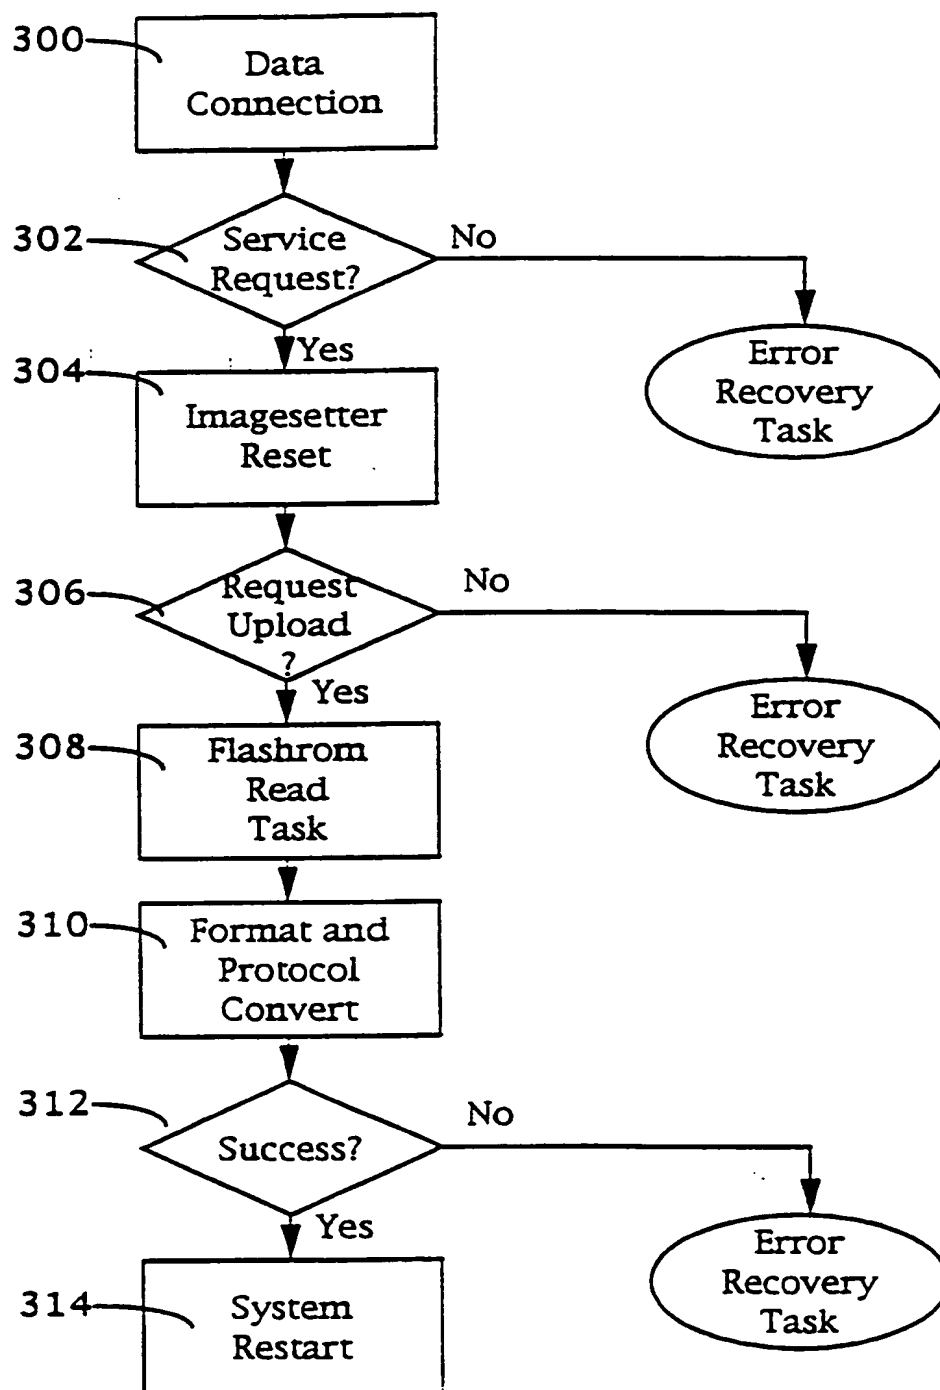 300
Data
Connection
302
Service
Request?
No
Yes
Error
Recovery
Task
304
Imagesetter
Reset
306
Request
Upload
?
No
Yes
Error
Recovery
Task
308
Flashrom
Read
Task
310
Format and
Protocol
Convert
312
Success?
No
Yes
Error
Recovery
Task
314
System
Restart